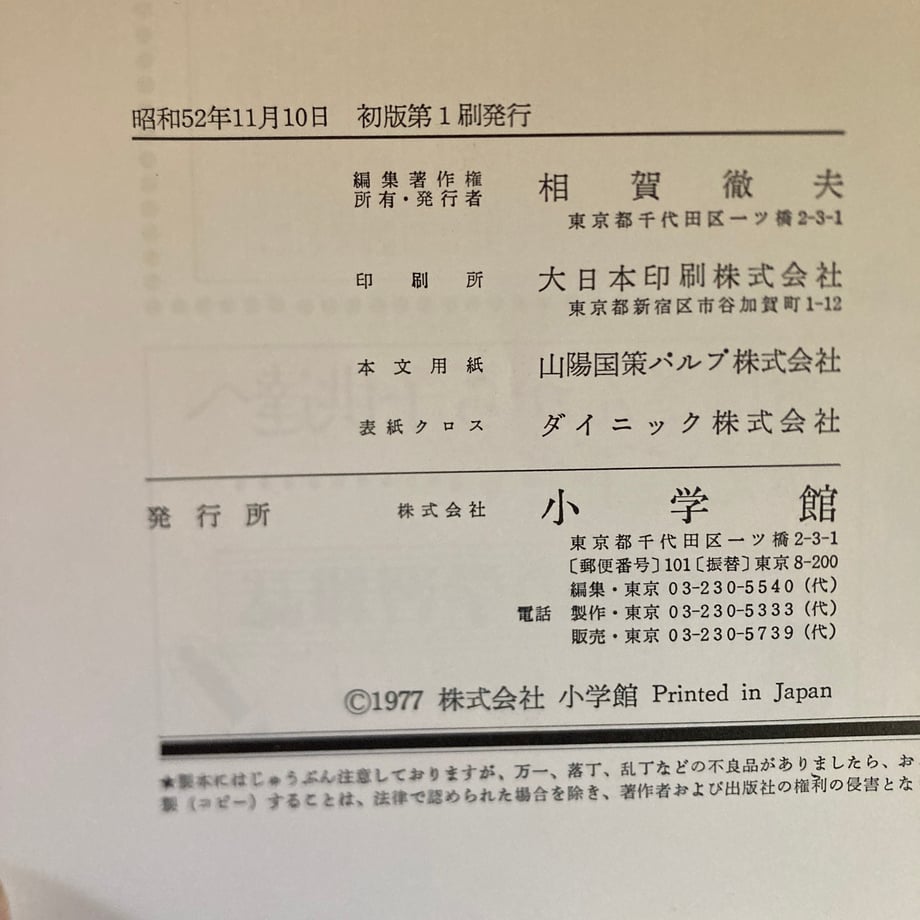 昭和52年11月10日 初版第1刷発行
編集著作権
所有・発行者
相賀徹夫
東京都千代田区一ツ橋2-3-1
印刷所 大日本印刷株式会社
東京都新宿区市谷加賀町1-12
本文用紙 山陽国策パルプ株式会社
表紙クロス ダイニック株式会社
発行所 株式会社 小学館
東京都千代田区一ツ橋2-3-1
〔郵便番号〕101〔振替〕東京8-200
編集・東京 03-230-5540（代）
電話 製作・東京 03-230-5333（代）
販売・東京 03-230-5739（代）
©1977 株式会社 小学館 Printed in Japan
★製本にはじゅうぶん注意しておりますが、万一、落丁、乱丁などの不良品がありましたら、お
製（コピー）することは、法律で認められた場合を除き、著作者および出版社の権利の侵害とな